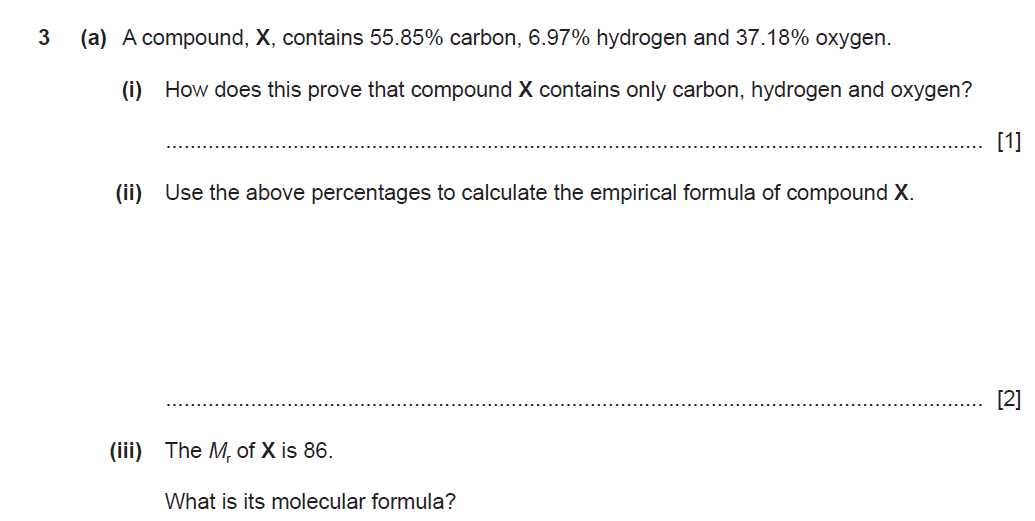 3 (a) A compound, X, contains 55.85% carbon, 6.97% hydrogen and 37.18% oxygen.
(i) How does this prove that compound X contains only carbon, hydrogen and oxygen?
.................................................................................................................................. [1]
(ii) Use the above percentages to calculate the empirical formula of compound X.
.................................................................................................................................. [2]
(iii) The Mr of X is 86.
What is its molecular formula?